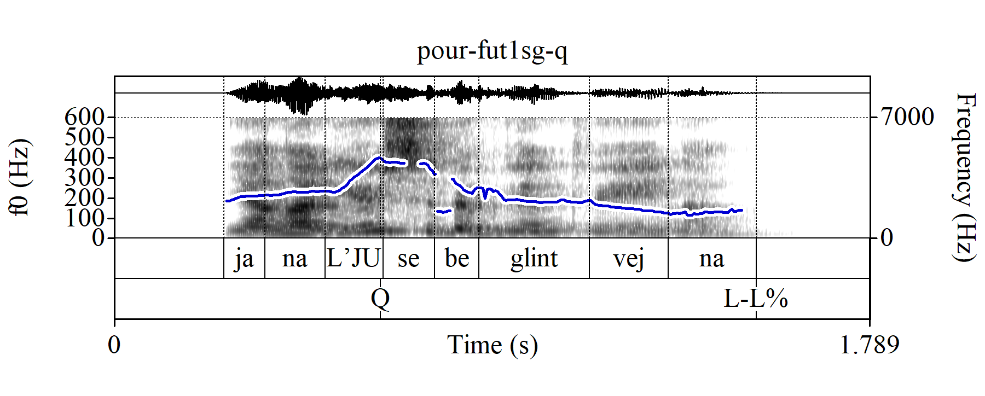 pour-fut1sg-q
600
500
400
300
200
100
0
f0 (Hz)
7000
0
Frequency (Hz)
ja na L’JU se be glint vej na
Q L-L%
0 Time (s) 1.789